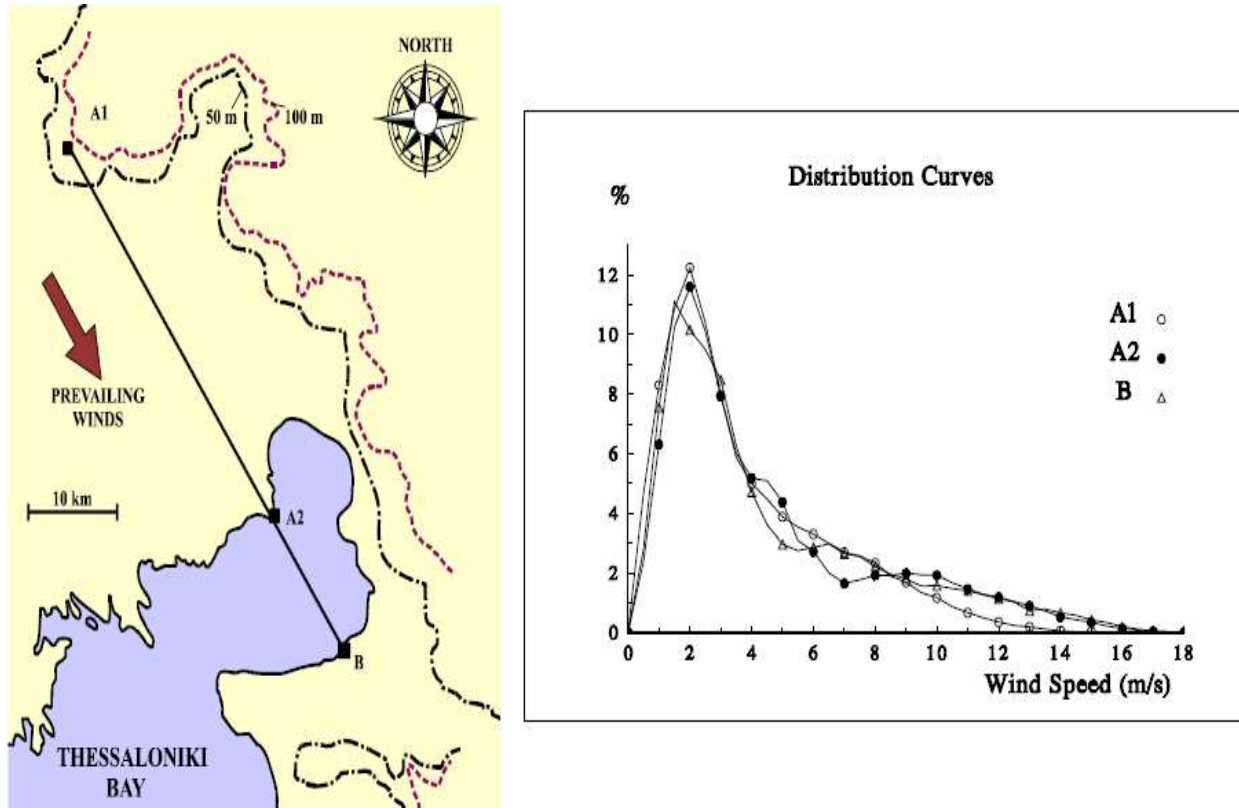 NORTH
A1
50 m
100 m
PREVAILING
WINDS
10 km
A2
B
THESSALONIKI
BAY
Distribution Curves
%
12
10
8
6
4
2
0
0 2 4 6 8 10 12 14 16 18
Wind Speed (m/s)
A1
A2
B